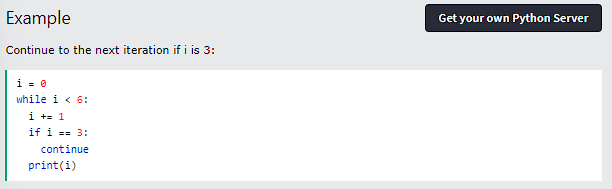 Example
Get your own Python Server
Continue to the next iteration if i is 3:
i = 0
while i < 6:
  i += 1
  if i == 3:
    continue
  print(i)